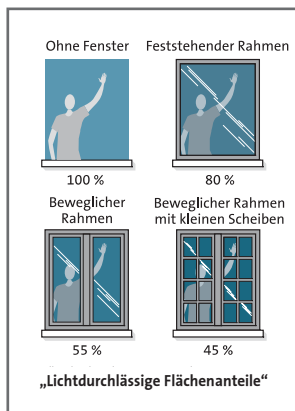 Ohne Fenster
Feststehender Rahmen
100 %
80 %
Beweglicher
Rahmen
Beweglicher Rahmen
mit kleinen Scheiben
55 %
45 %
„Lichtdurchlässige Flächenanteile“